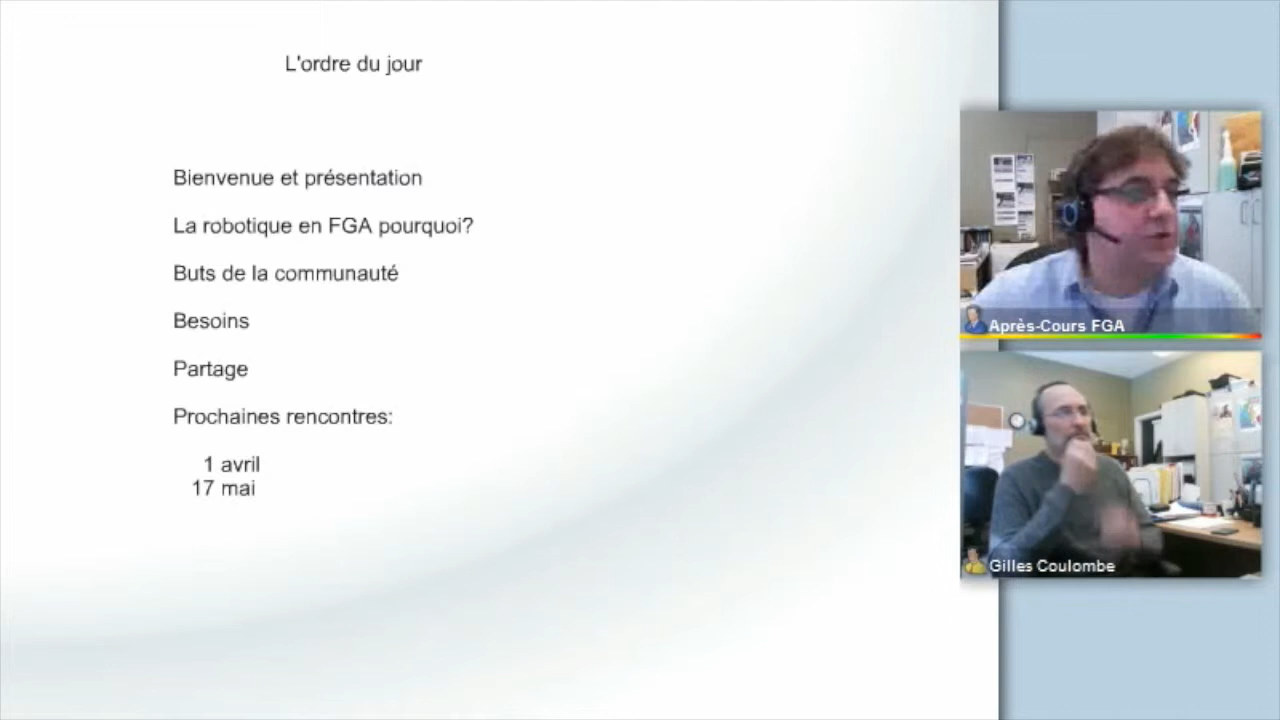 L'ordre du jour
Bienvenue et présentation
La robotique en FGA pourquoi?
Buts de la communauté
Besoins
Partage
Prochaines rencontres:
1 avril
17 mai
Après-Cours FGA
Gilles Coulombe